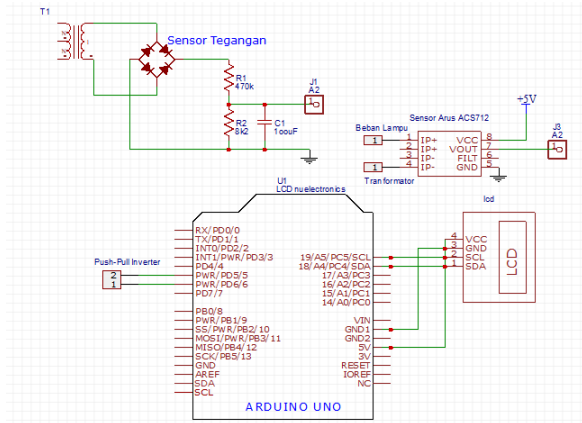 T1
Sensor Tegangan
R1
470k
J1
A2
1
R2
8k2
C1
100uF
+5V
Sensor Arus ACS712
J3
A2
1
Beban Lampu
1
1 IP+ VCC 8
2 IP+ VOUT 7
3 IP- FILT 6
4 IP- GND 5
1
Tranformator
U1
LCD nuelectronics
lcd
RX/PD0/0
TX/PD1/1
INT0/PD2/2
INT1/PWR/PD3/3
PD4/4
PWR/PD5/5
PWR/PD6/6
PD7/7
PB0/8
PWR/PB1/9
SS/PWR/PB2/10
MOSI/PWR/PB3/11
MISO/PB4/12
SCK/PB5/13
GND
AREF
SDA
SCL
Push-Pull Inverter
2
1
19/A5/PC5/SCL
18/A4/PC4/SDA
17/A3/PC3
16/A2/PC2
15/A1/PC1
14/A0/PC0
VIN
GND1
GND2
5V
3V
RESET
IOREF
NC
4 VCC
3 GND
2 SCL
1 SDA
LCD
ARDUINO UNO